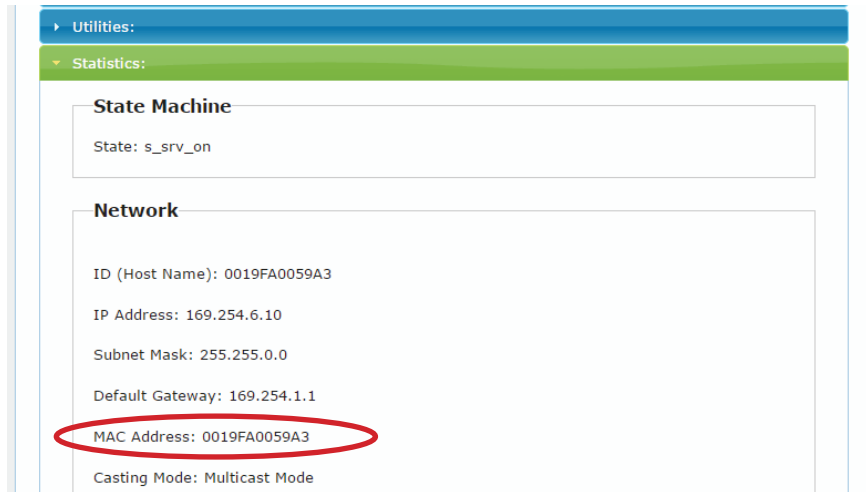 Utilities:
Statistics:
State Machine
State: s_srv_on
Network
ID (Host Name): 0019FA0059A3
IP Address: 169.254.6.10
Subnet Mask: 255.255.0.0
Default Gateway: 169.254.1.1
MAC Address: 0019FA0059A3
Casting Mode: Multicast Mode